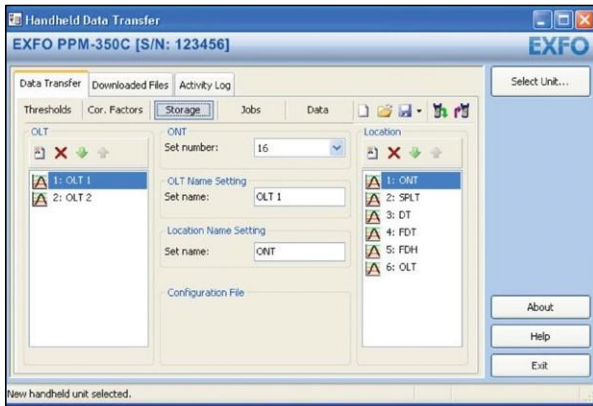 Handheld Data Transfer
EXFO PPM-350C [S/N: 123456]
EXFO
Data Transfer Downloaded Files Activity Log
Select Unit...
Thresholds Cor. Factors Storage Jobs Data
OLT
ONT
Location
Set number: 16
1: OLT 1
2: OLT 2
OLT Name Setting
Set name: OLT 1
Location Name Setting
Set name: ONT
Configuration File
1: ONT
2: SPLT
3: DT
4: FDT
5: FDH
6: OLT
About
Help
Exit
New handheld unit selected.